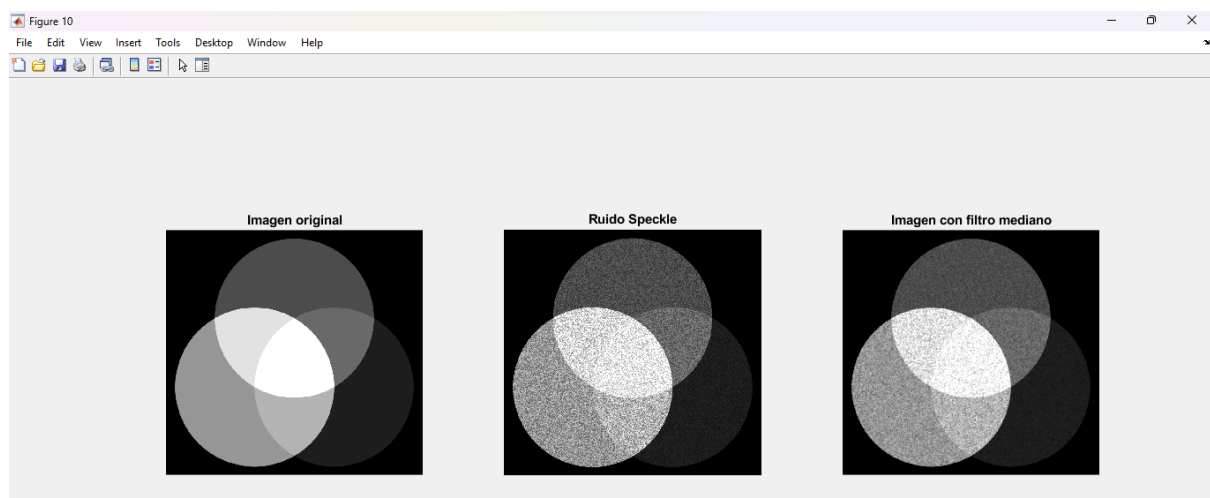 Figure 10
File Edit View Insert Tools Desktop Window Help
Imagen original
Ruido Speckle
Imagen con filtro mediano